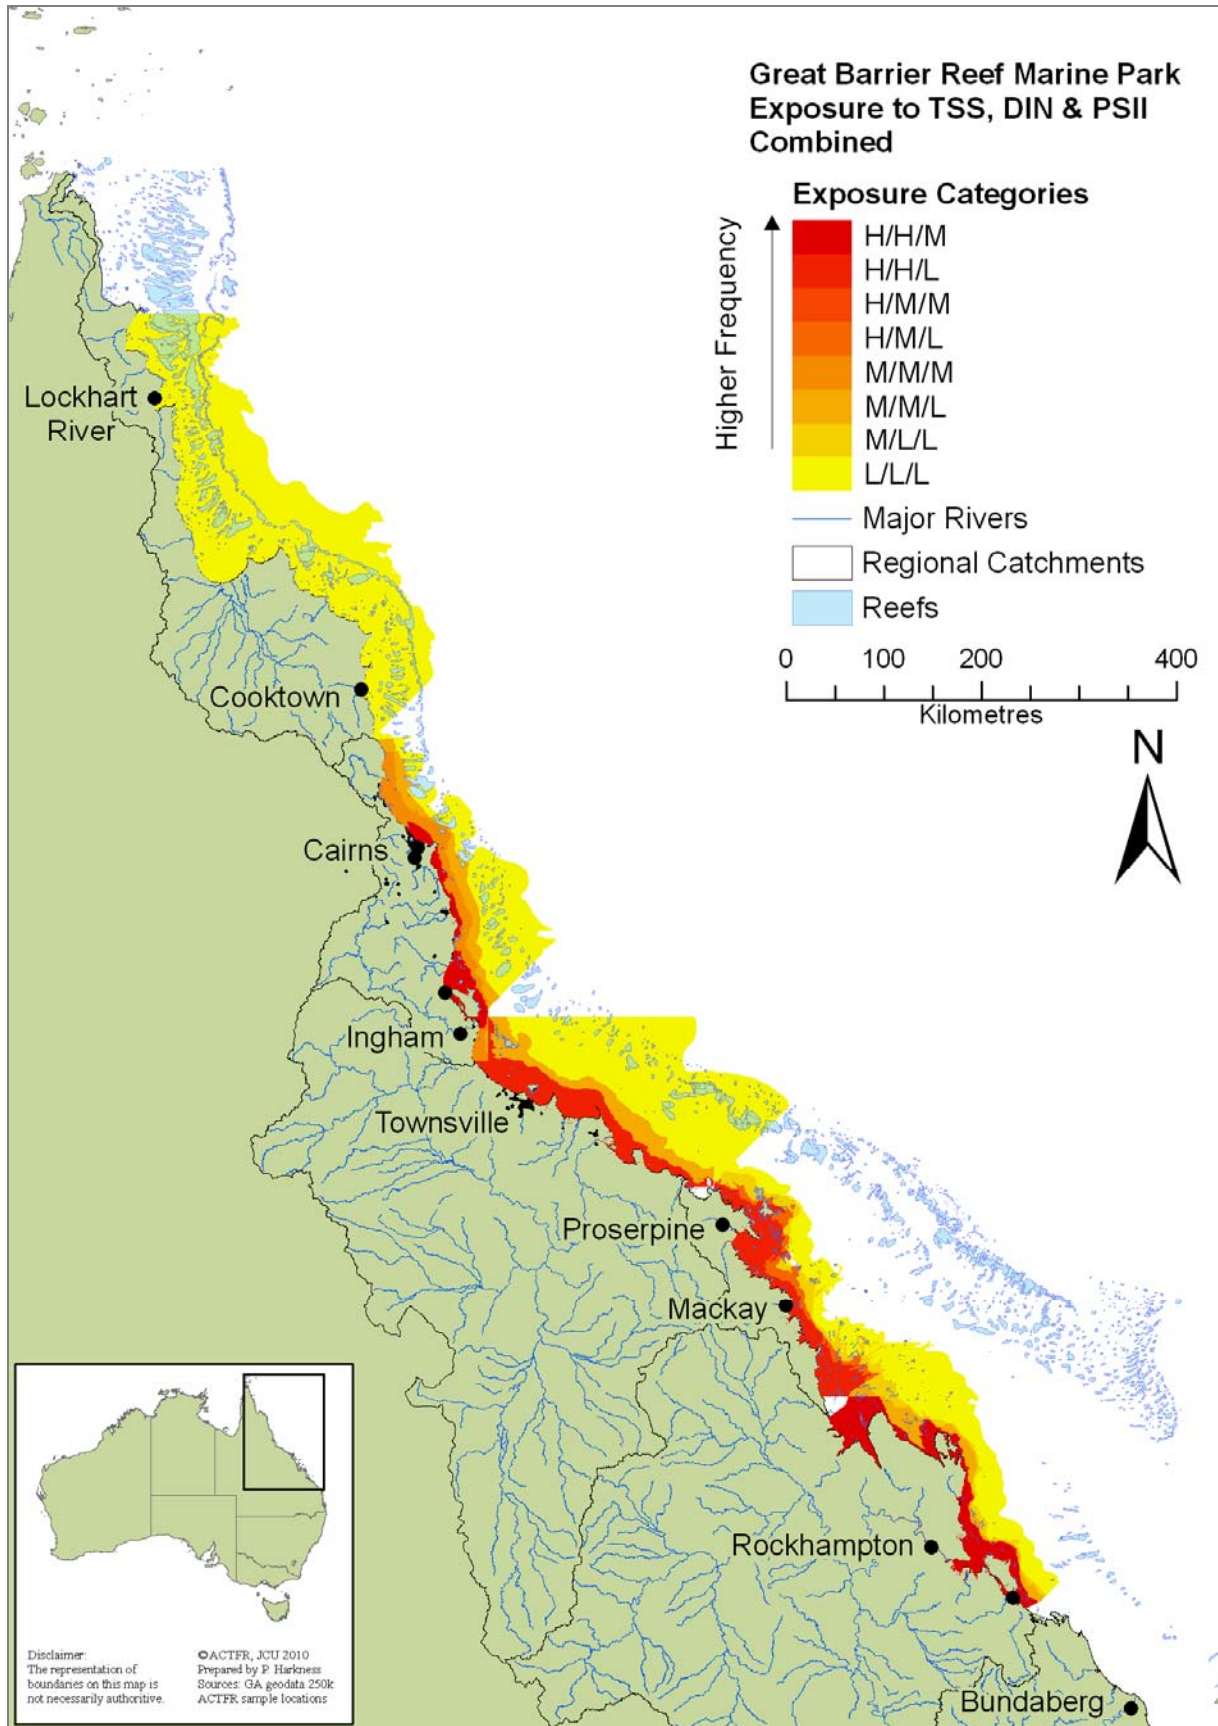 Great Barrier Reef Marine Park
Exposure to TSS, DIN & PSII
Combined
Exposure Categories
Higher Frequency
H/H/M
H/H/L
H/M/M
H/M/L
M/M/M
M/M/L
M/L/L
L/L/L
Major Rivers
Regional Catchments
Reefs
0 100 200 400
Kilometres
N
Lockhart
River
Cooktown
Cairns
Ingham
Townsville
Proserpine
Mackay
Rockhampton
Bundaberg
Disclaimer:
The representation of
boundaries on this map is
not necessarily authoritive.
©ACTFR, JCU 2010
Prepared by P. Harkness
Sources: GA geodata 250k
ACTFR sample locations